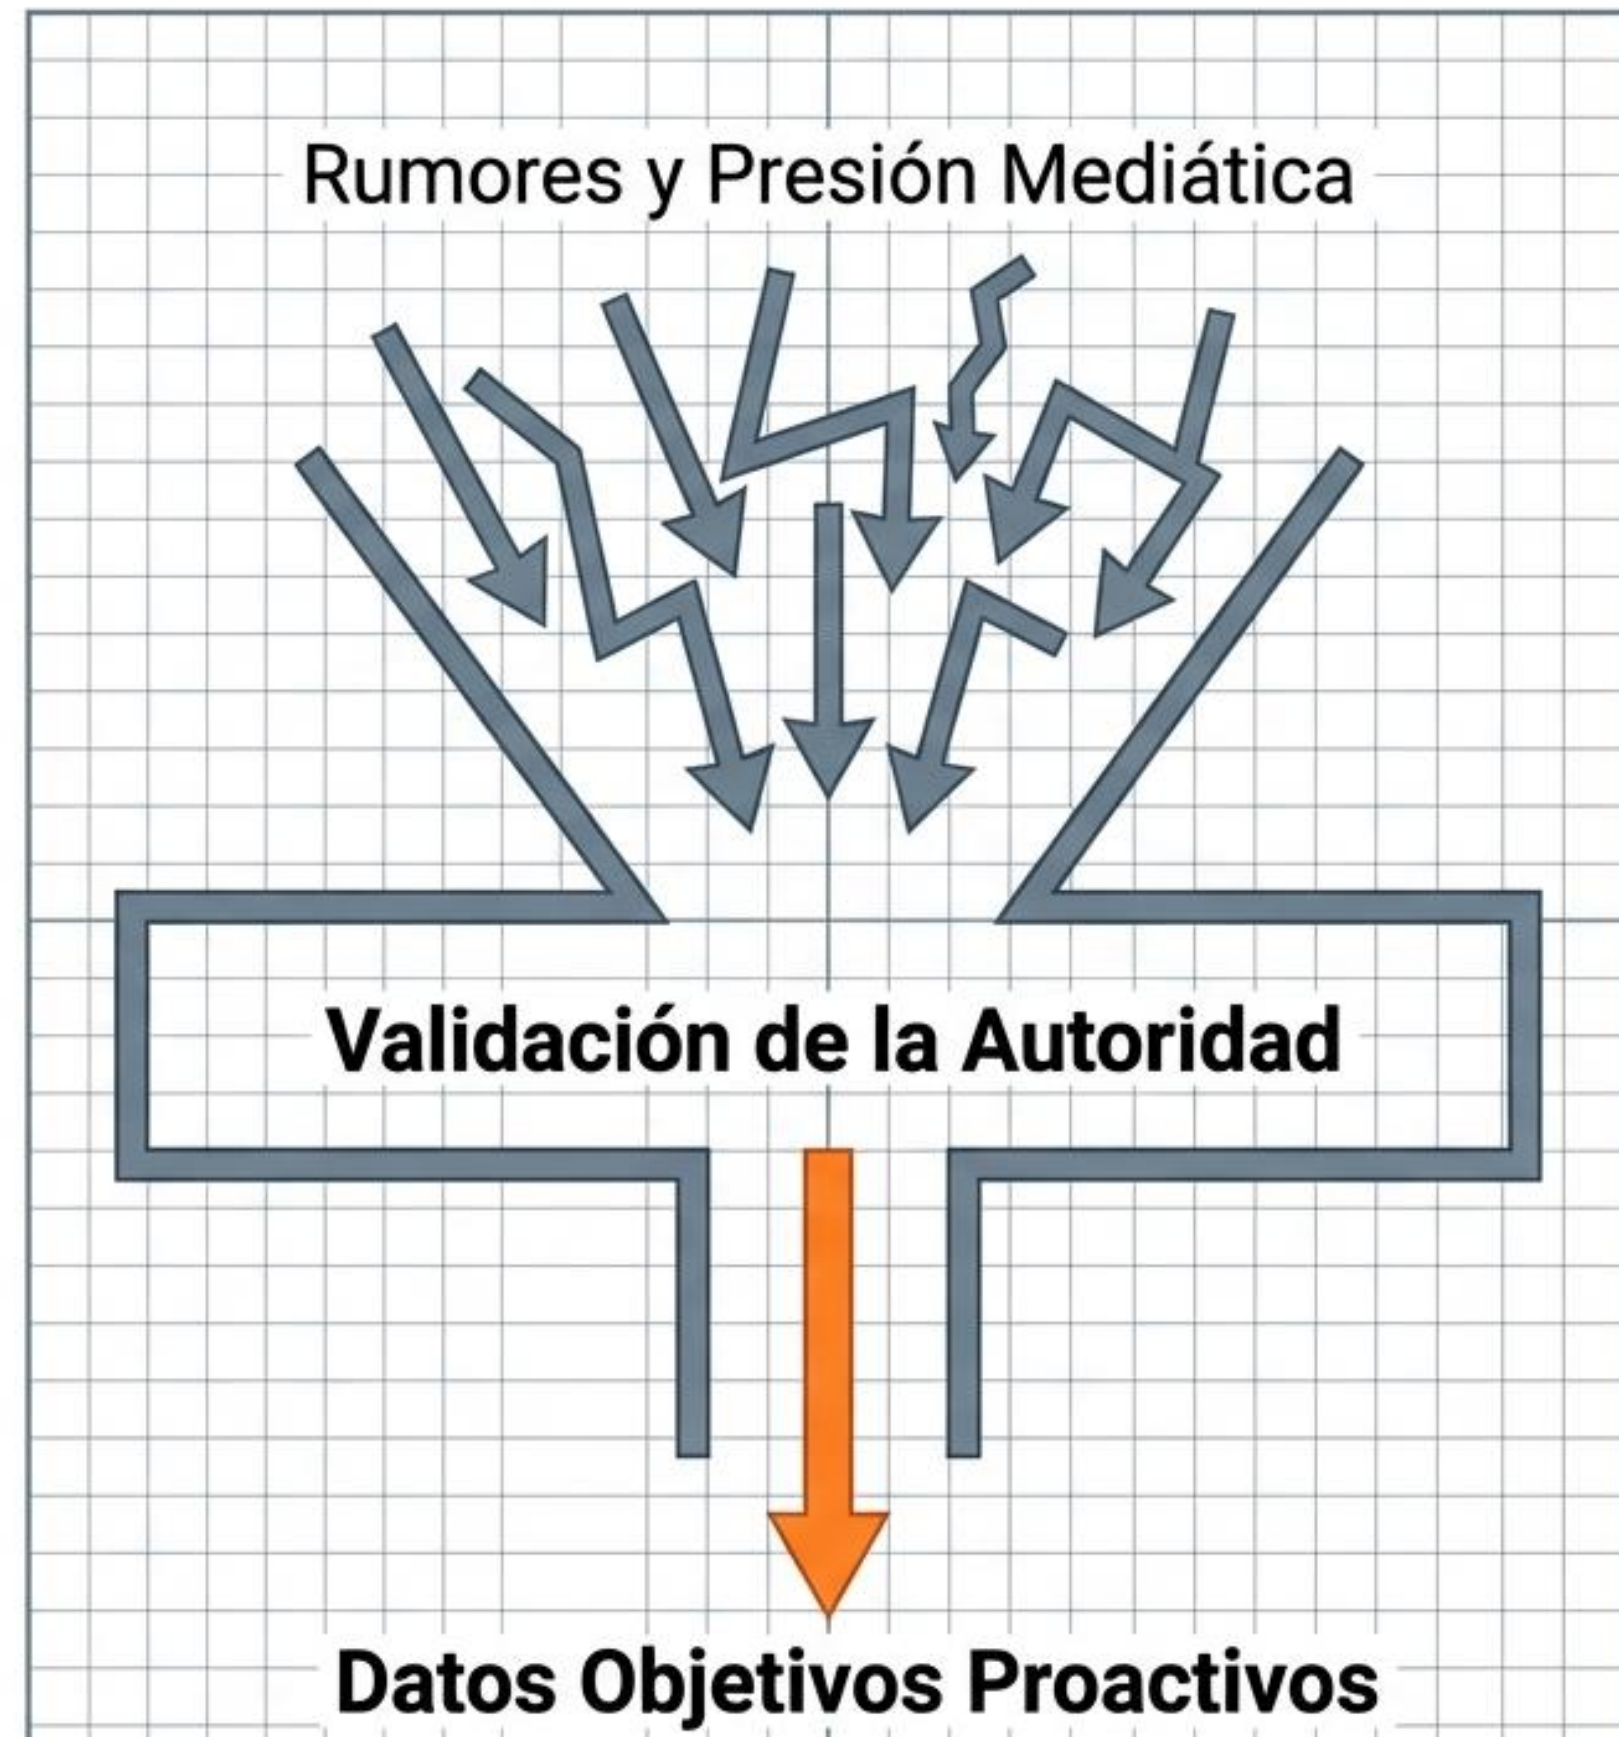 Rumores y Presión Mediática
Validación de la Autoridad
Datos Objetivos Proactivos